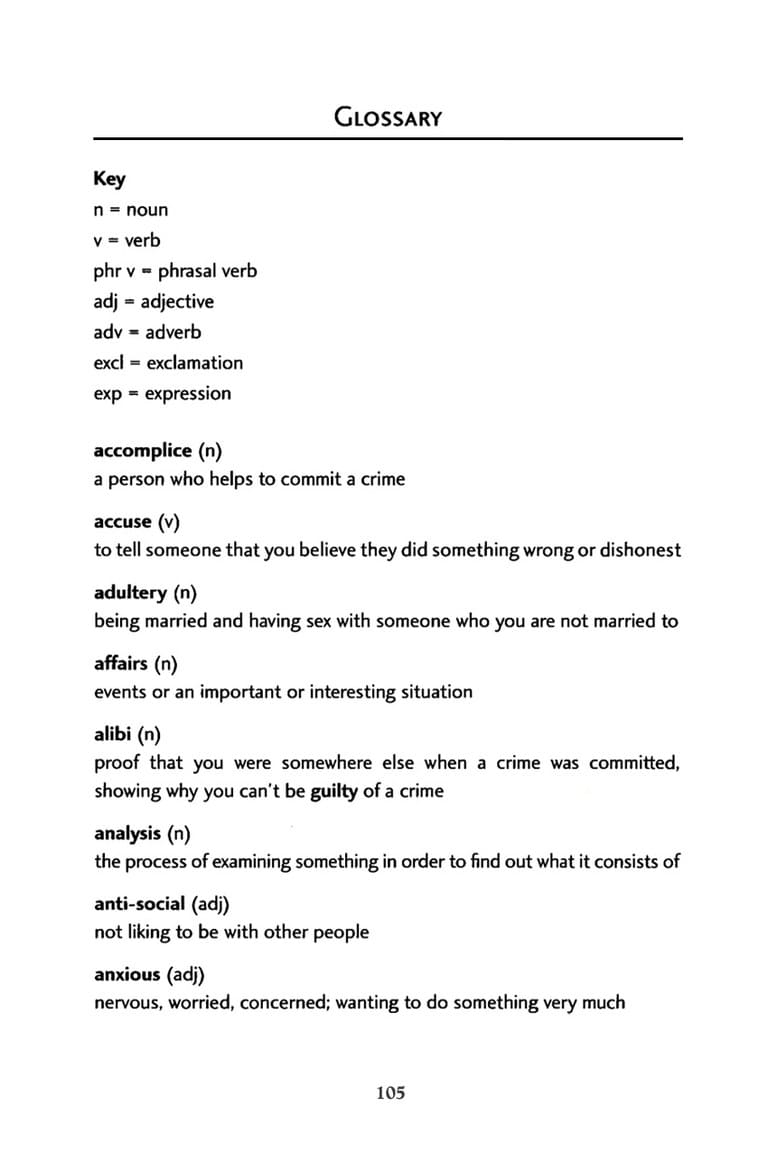 GLOSSARY
Key
n = noun
v = verb
phr v = phrasal verb
adj = adjective
adv = adverb
excl = exclamation
exp = expression
accomplice (n)
a person who helps to commit a crime
accuse (v)
to tell someone that you believe they did something wrong or dishonest
adultery (n)
being married and having sex with someone who you are not married to
affairs (n)
events or an important or interesting situation
alibi (n)
proof that you were somewhere else when a crime was committed,
showing why you can't be guilty of a crime
analysis (n)
the process of examining something in order to find out what it consists of
anti-social (adj)
not liking to be with other people
anxious (adj)
nervous, worried, concerned; wanting to do something very much
105